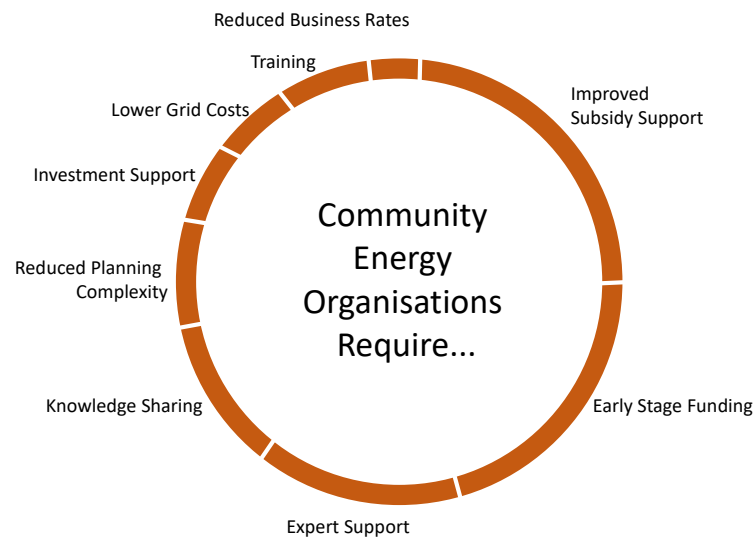 Reduced Business Rates
Training
Lower Grid Costs
Investment Support
Reduced Planning
Complexity
Knowledge Sharing
Expert Support
Early Stage Funding
Improved
Subsidy Support
Community
Energy
Organisations
Require...